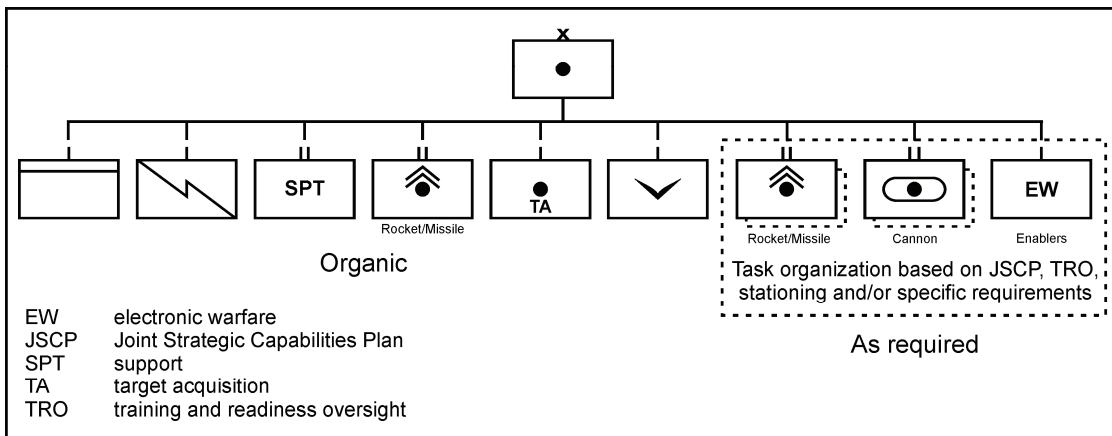 x
SPT
TA
EW
Rocket/Missile
Rocket/Missile
Cannon
Enablers
Organic
Task organization based on JSCP, TRO,
stationing and/or specific requirements
As required
EW electronic warfare
JSCP Joint Strategic Capabilities Plan
SPT support
TA target acquisition
TRO training and readiness oversight